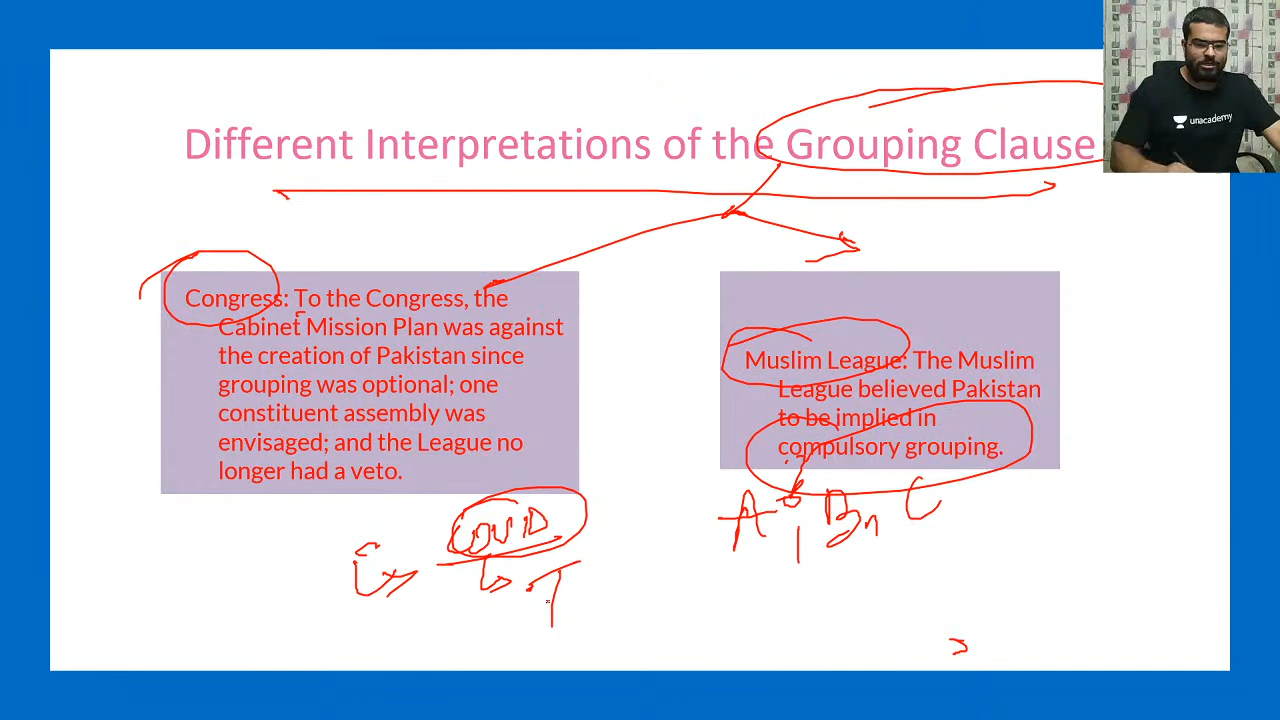 Different Interpretations of the Grouping Clause
unacademy
Congress: To the Congress, the
Cabinet Mission Plan was against
the creation of Pakistan since
grouping was optional; one
constituent assembly was
envisaged; and the League no
longer had a veto.
Muslim League: The Muslim
League believed Pakistan
to be implied in
compulsory grouping.
A B C
COVID